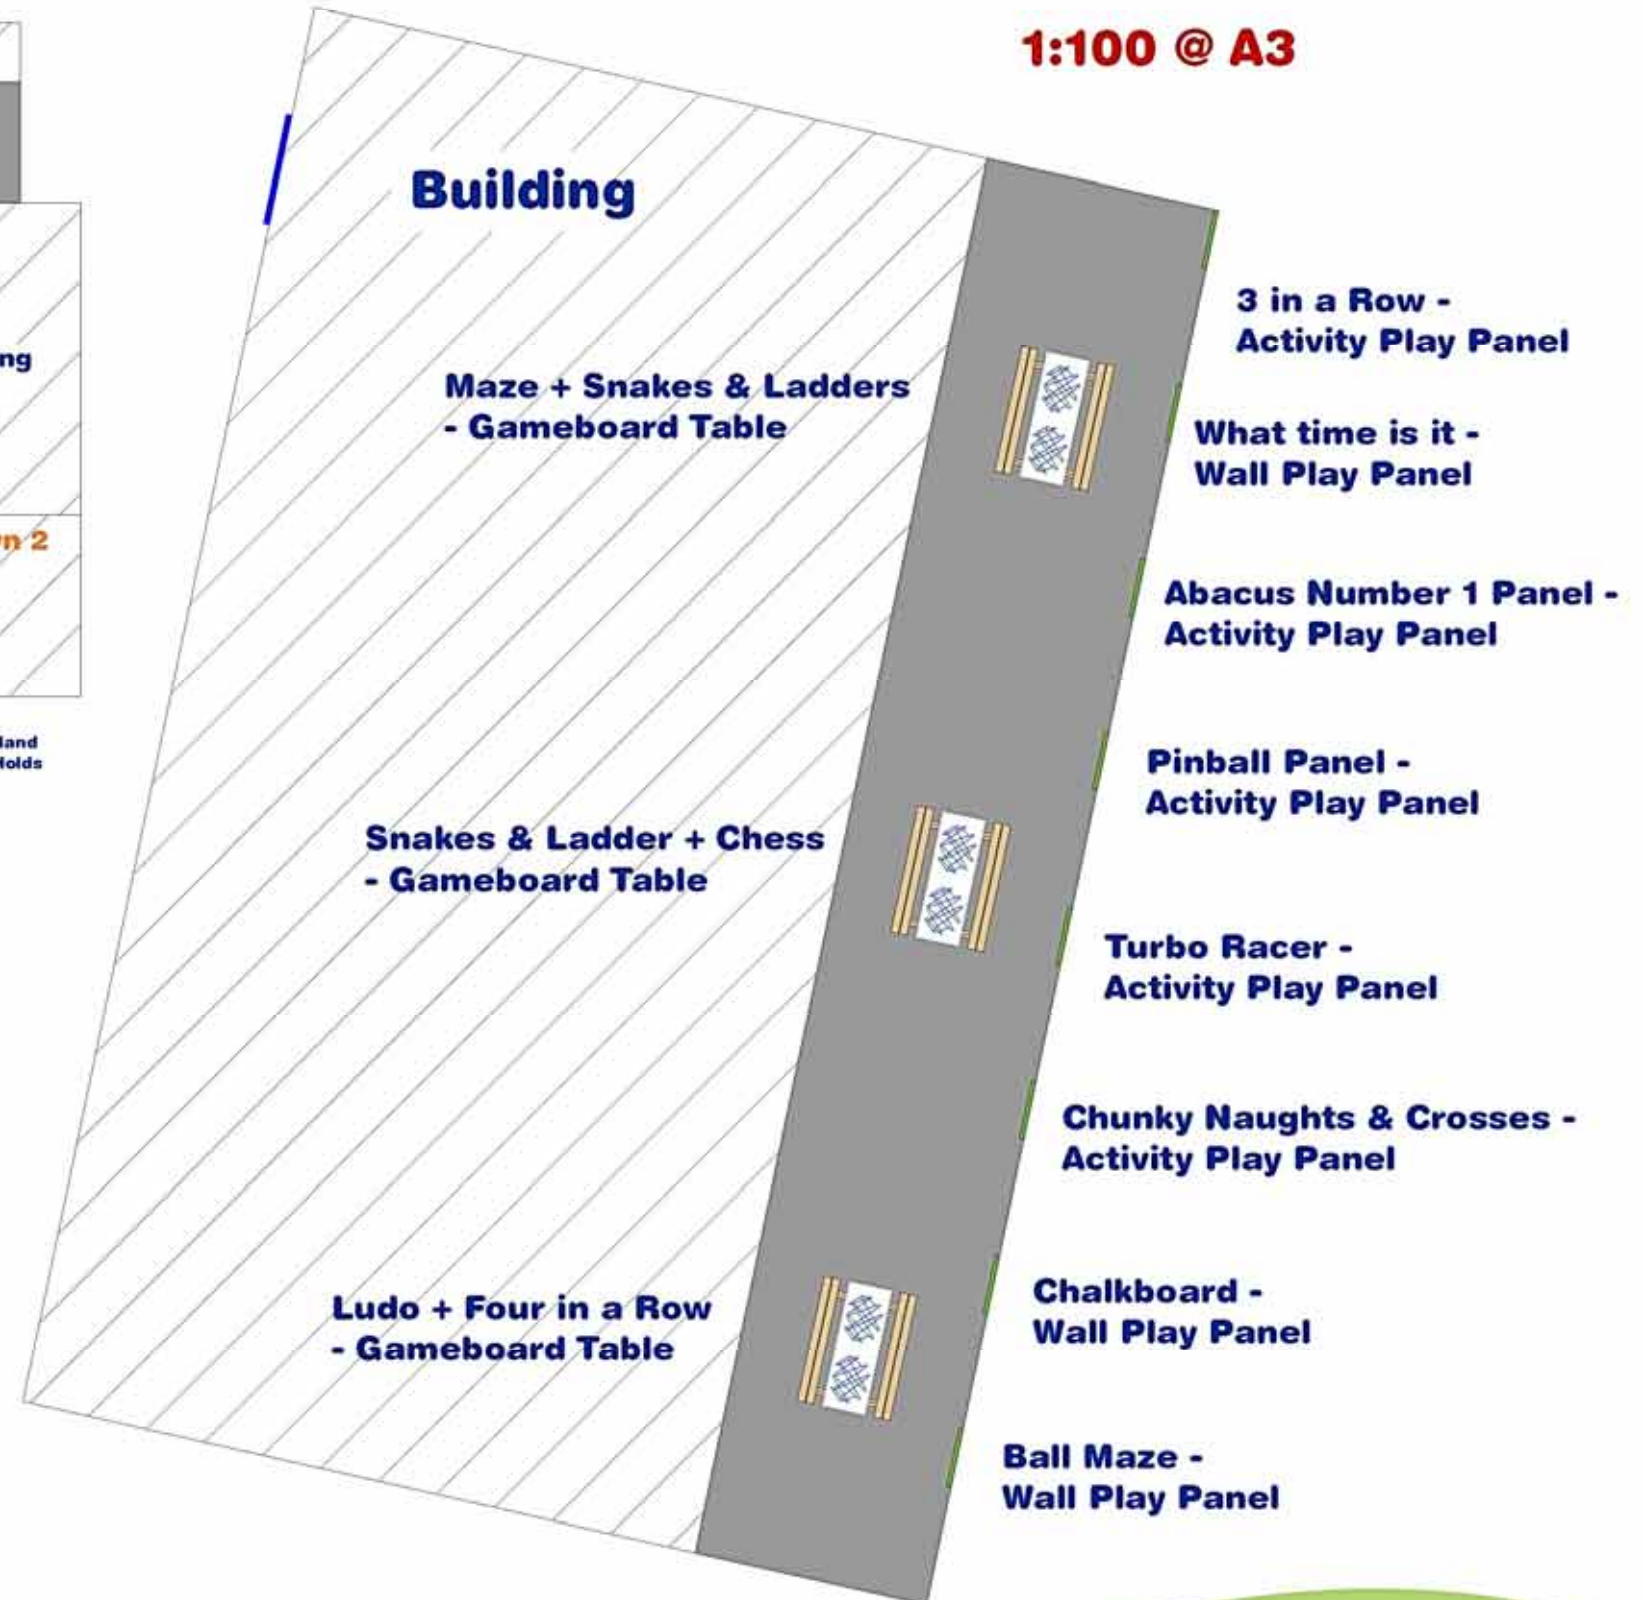 1:100 @ A3
Building
3 in a Row -
Activity Play Panel
Maze + Snakes & Ladders
- Gameboard Table
What time is it -
Wall Play Panel
Abacus Number 1 Panel -
Activity Play Panel
Pinball Panel -
Activity Play Panel
Snakes & Ladder + Chess
- Gameboard Table
Turbo Racer -
Activity Play Panel
Chunky Naughts & Crosses -
Activity Play Panel
Chalkboard -
Wall Play Panel
Ludo + Four in a Row
- Gameboard Table
Ball Maze -
Wall Play Panel